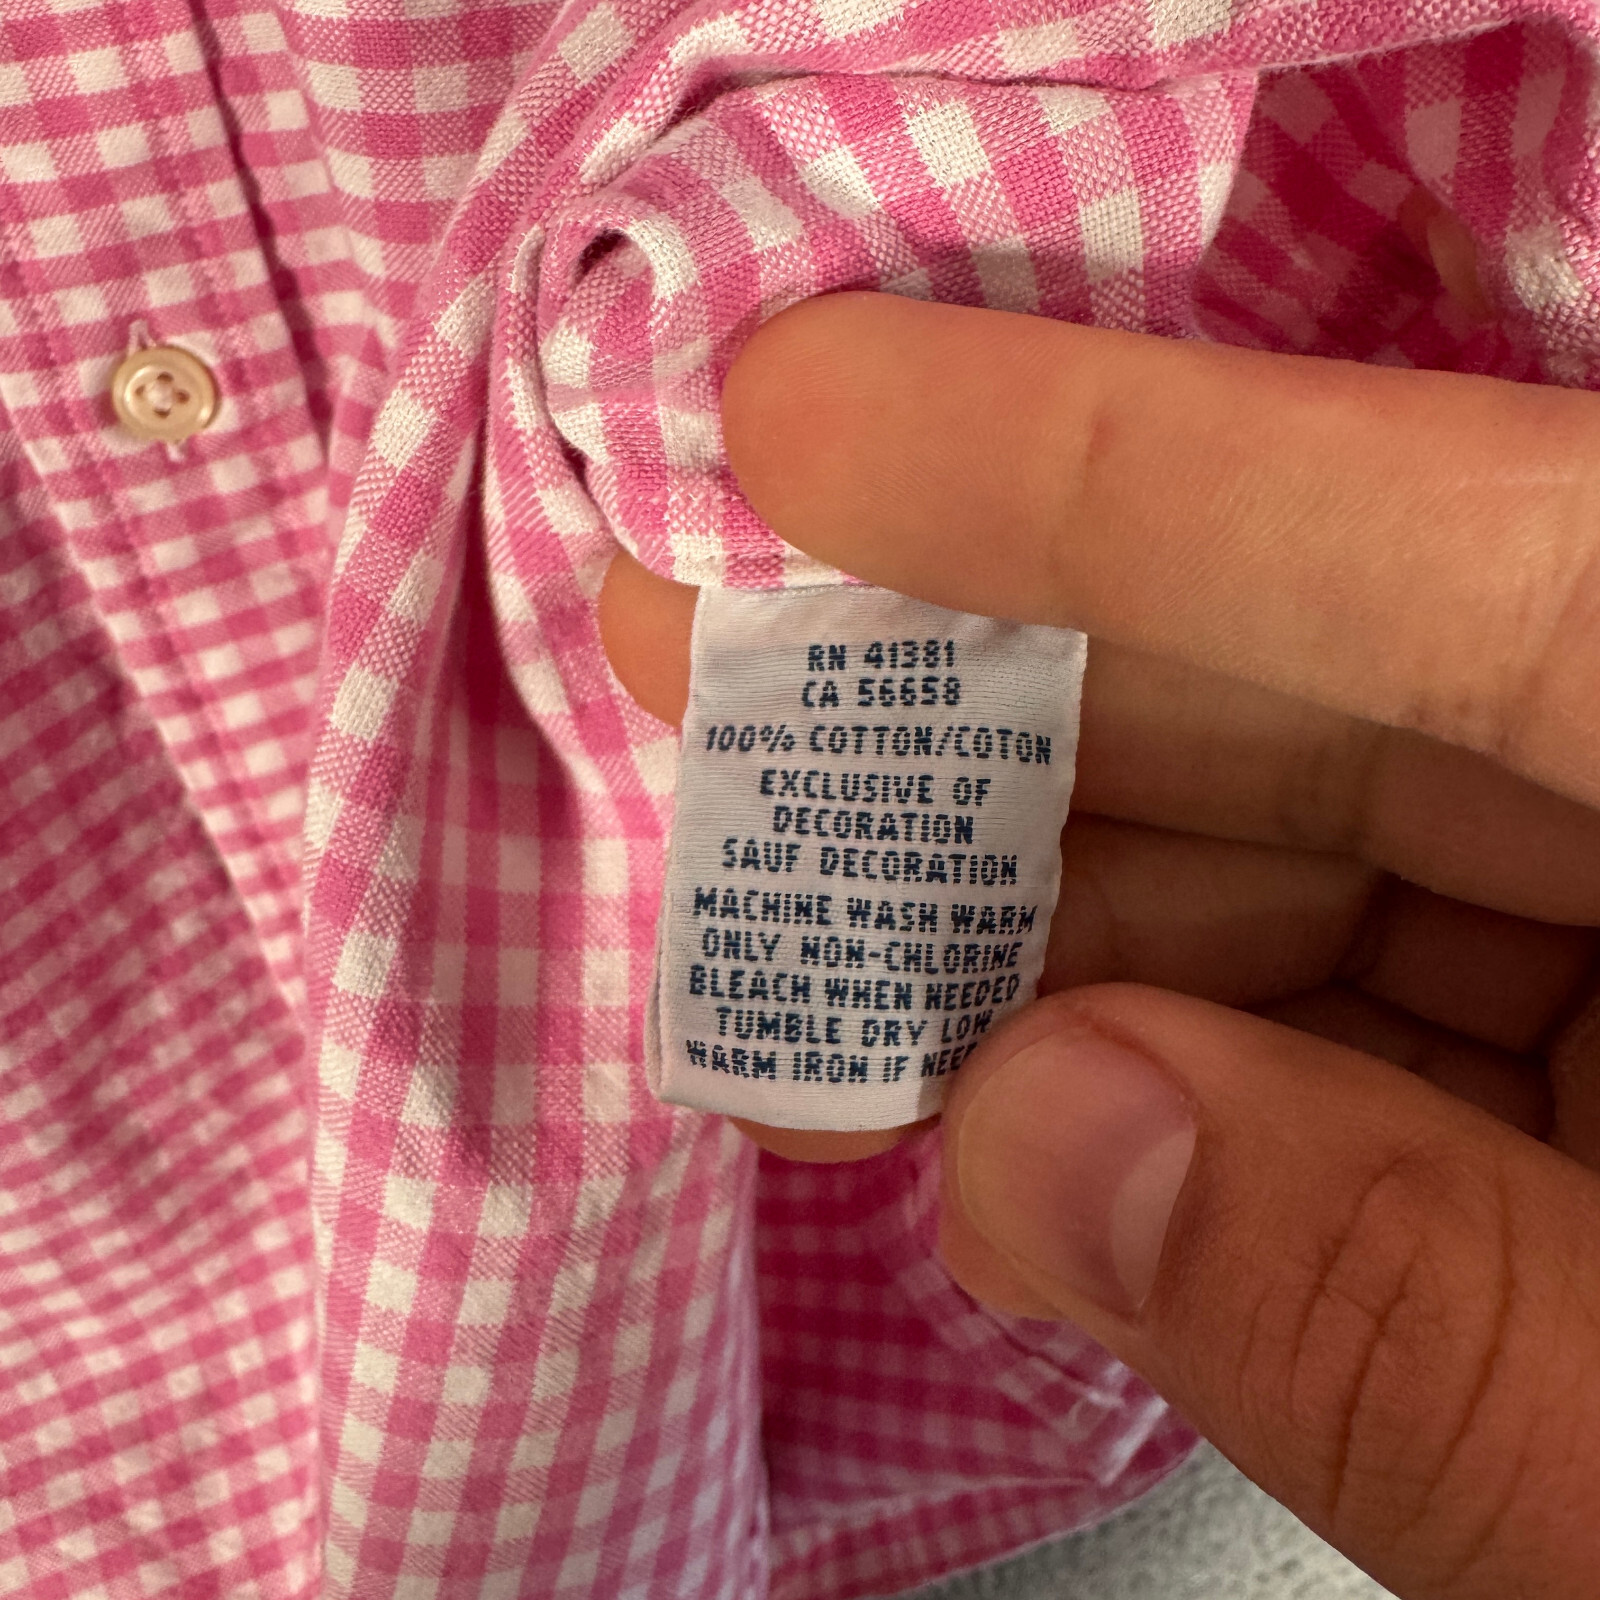 RN 41381
CA 56658
100% COTTON/COTON
EXCLUSIVE OF
DECORATION
SAUF DECORATION
MACHINE WASH WARM
ONLY NON-CHLORINE
BLEACH WHEN NEEDED
TUMBLE DRY LOW
WARM IRON IF